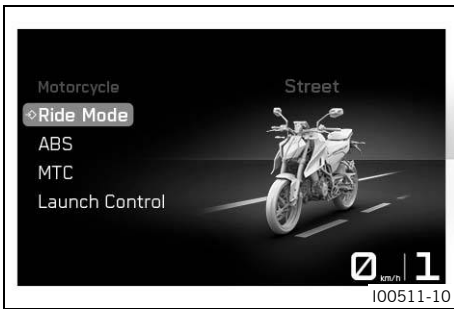 Motorcycle
Street
Ride Mode
ABS
MTC
Launch Control
0 km/h 1
I00511-10